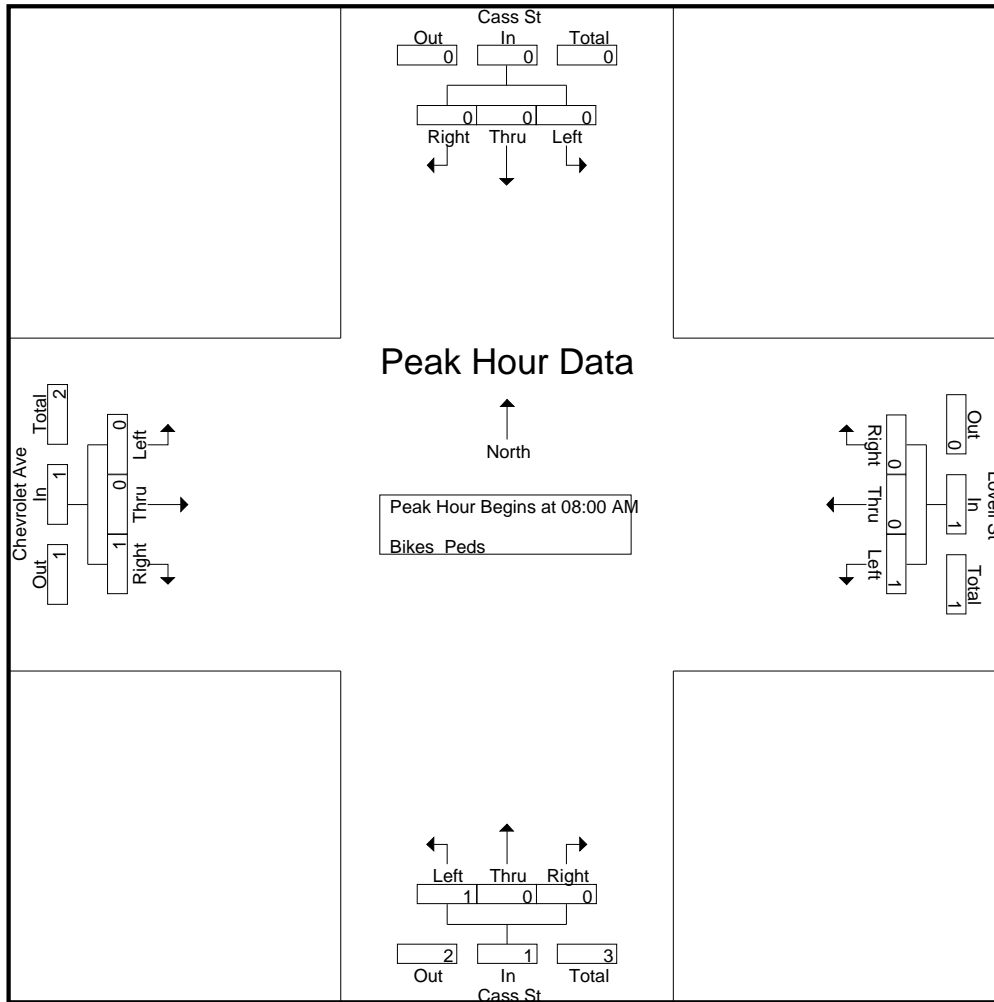 Cass St
Out In Total
0 0 0
0 0 0
Right Thru Left
Peak Hour Data
North
Peak Hour Begins at 08:00 AM
Bikes Peds
Chevrolet Ave
Out In Total
1 1 2
Right Thru Left
1 0 0
Out In Total
0 1 1
Right Thru Left
0 0 1
Left Thru Right
1 0 0
2 1 3
Out In Total
Cass St